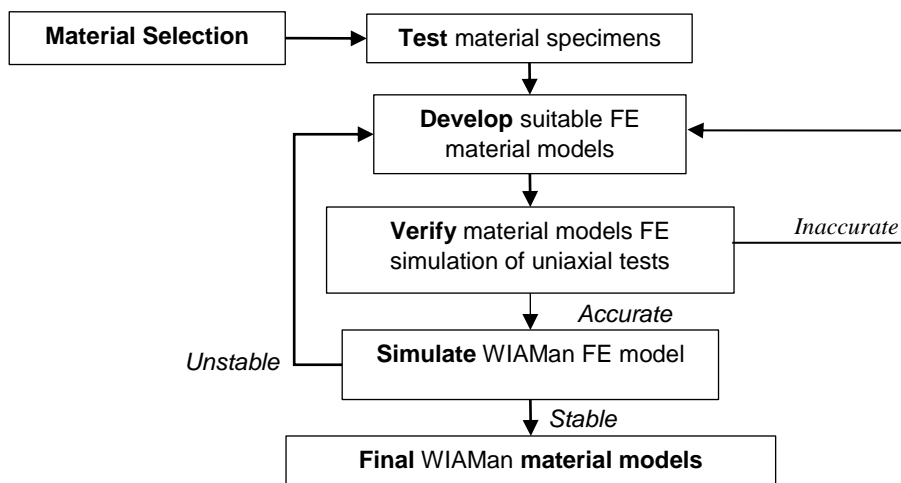 Material Selection
Test material specimens
Develop suitable FE
material models
Verify material models FE
simulation of uniaxial tests
Inaccurate
Accurate
Simulate WIAMan FE model
Unstable
Stable
Final WIAMan material models